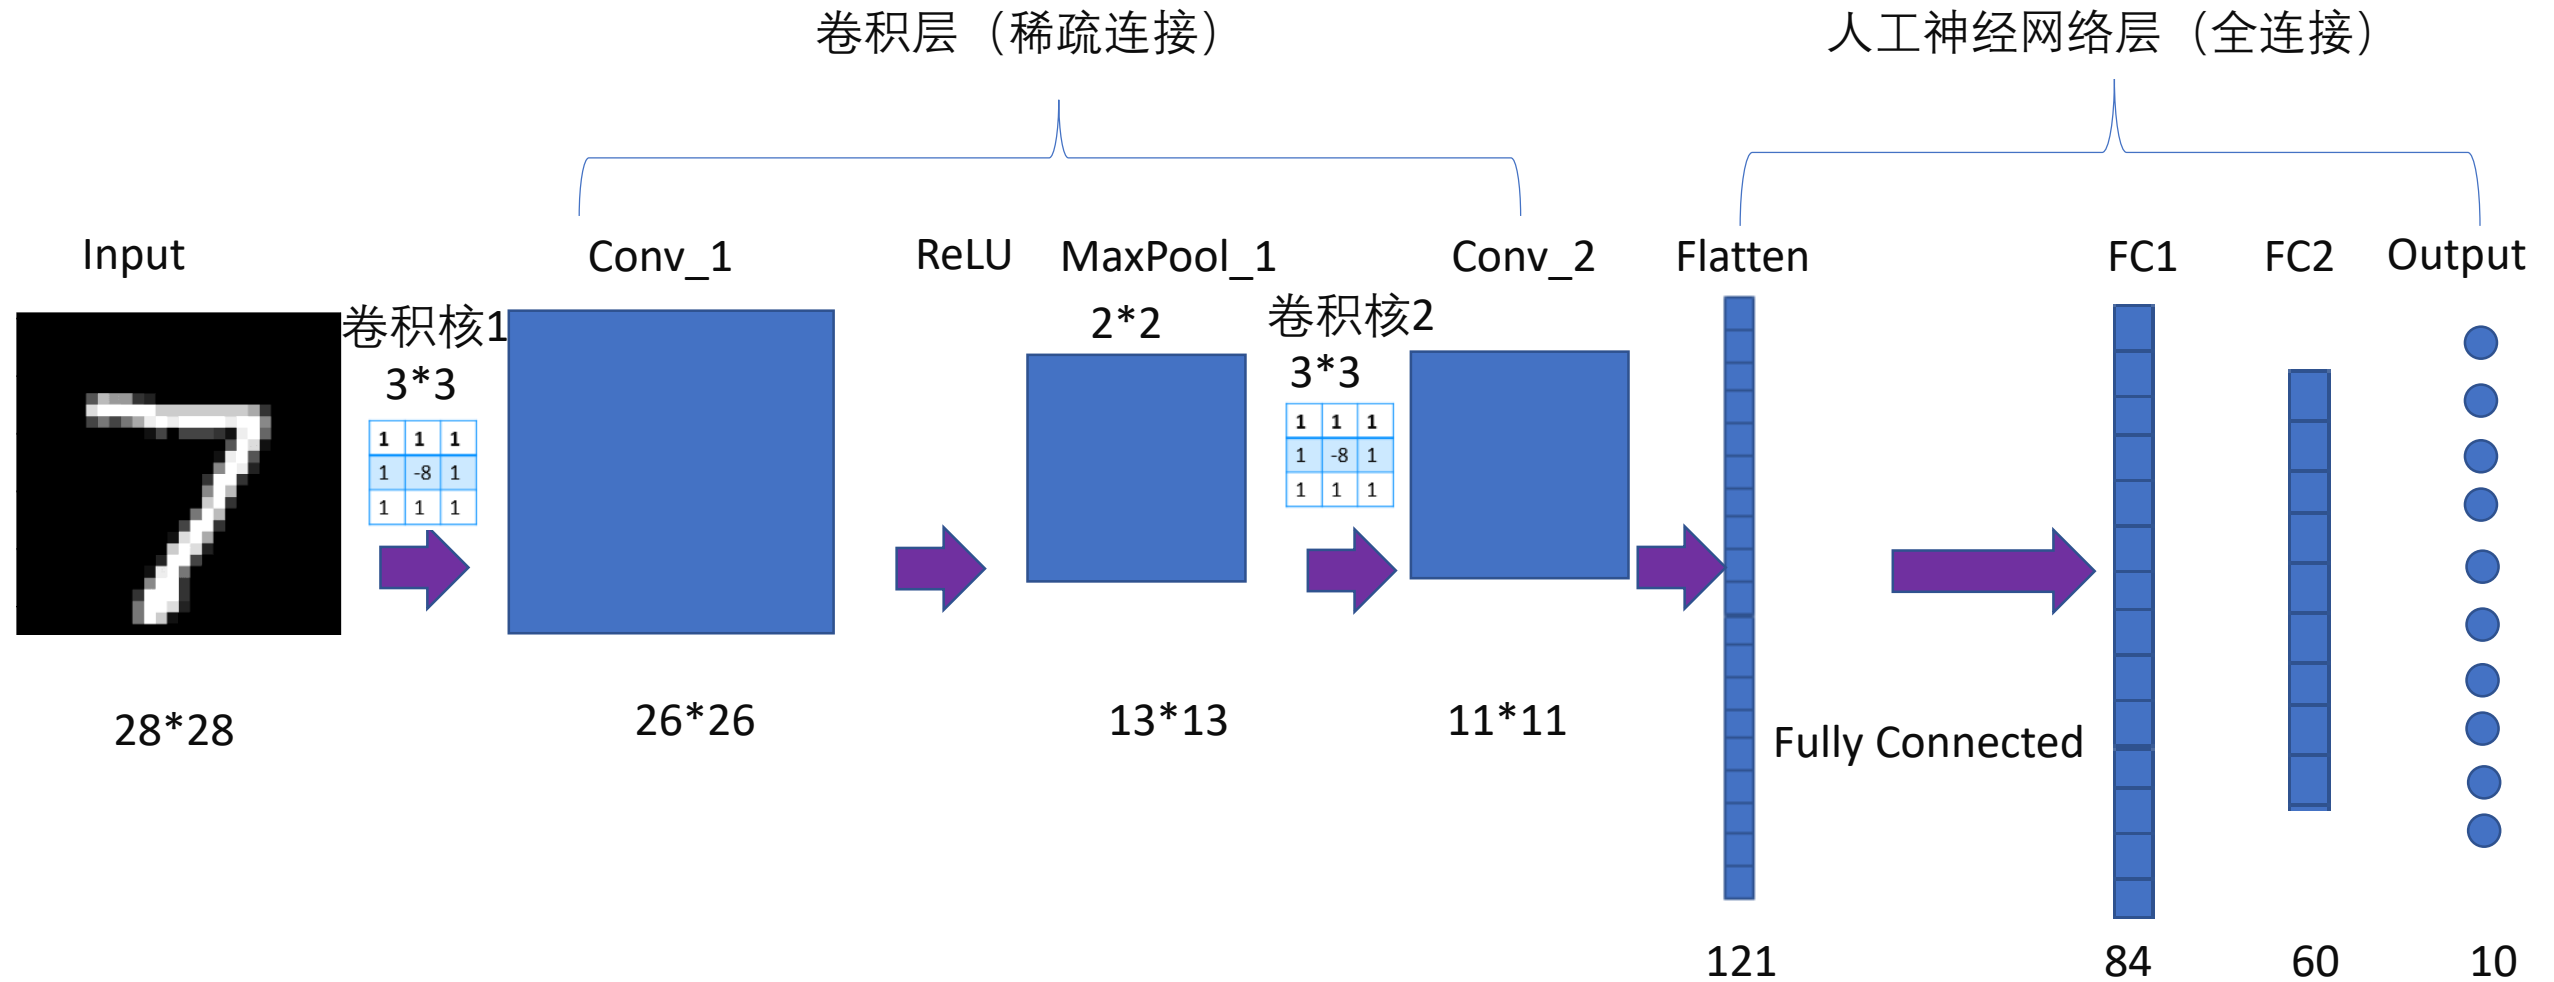 卷积层（稀疏连接）
人工神经网络层（全连接）
Input
Conv_1
ReLU
MaxPool_1
Conv_2
Flatten
FC1
FC2
Output
卷积核1
3*3
1 1 1
1 -8 1
1 1 1
2*2
卷积核2
3*3
1 1 1
1 -8 1
1 1 1
28*28
26*26
13*13
11*11
Fully Connected
121
84
60
10